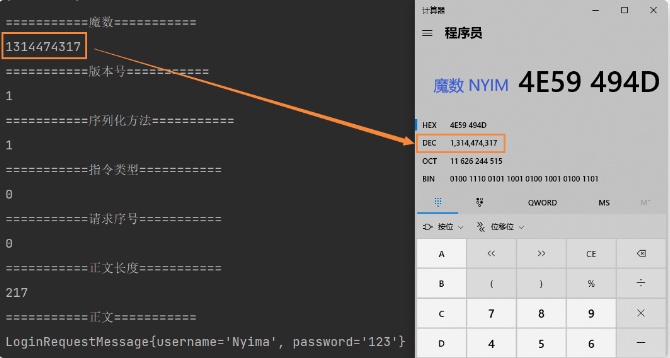 ===========魔数===========
1314474317
===========版本号===========
1
===========序列化方法===========
1
===========指令类型===========
0
===========请求序号===========
0
===========正文长度===========
217
===========正文===========
LoginRequestMessage{username='Nyima', password='123'}
计算器
程序员
魔数 NYIM 4E59 494D
HEX 4E59 494D
DEC 1,314,474,317
OCT 11 626 244 515
BIN 0100 1110 0101 1001 0100 1001 0100 1101
QWORD MS M˅
按位 位移位
A << >> CE
B ( ) % ÷
C 7 8 9 ×
D 4 5 6 −